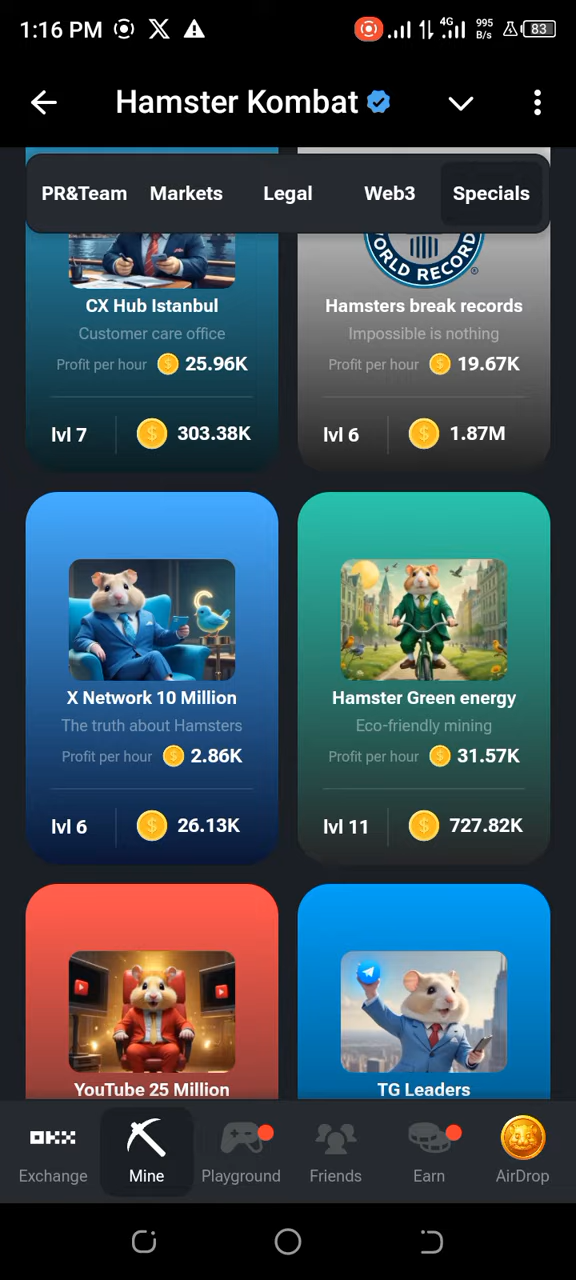 1:16 PM 4G 995 B/s 83
Hamster Kombat
PR&Team Markets Legal Web3 Specials
WORLD RECORD
CX Hub Istanbul
Customer care office
Profit per hour 25.96K
lvl 7 303.38K
Hamsters break records
Impossible is nothing
Profit per hour 19.67K
lvl 6 1.87M
X Network 10 Million
The truth about Hamsters
Profit per hour 2.86K
lvl 6 26.13K
Hamster Green energy
Eco-friendly mining
Profit per hour 31.57K
lvl 11 727.82K
YouTube 25 Million
TG Leaders
OKX
Exchange Mine Playground Friends Earn AirDrop